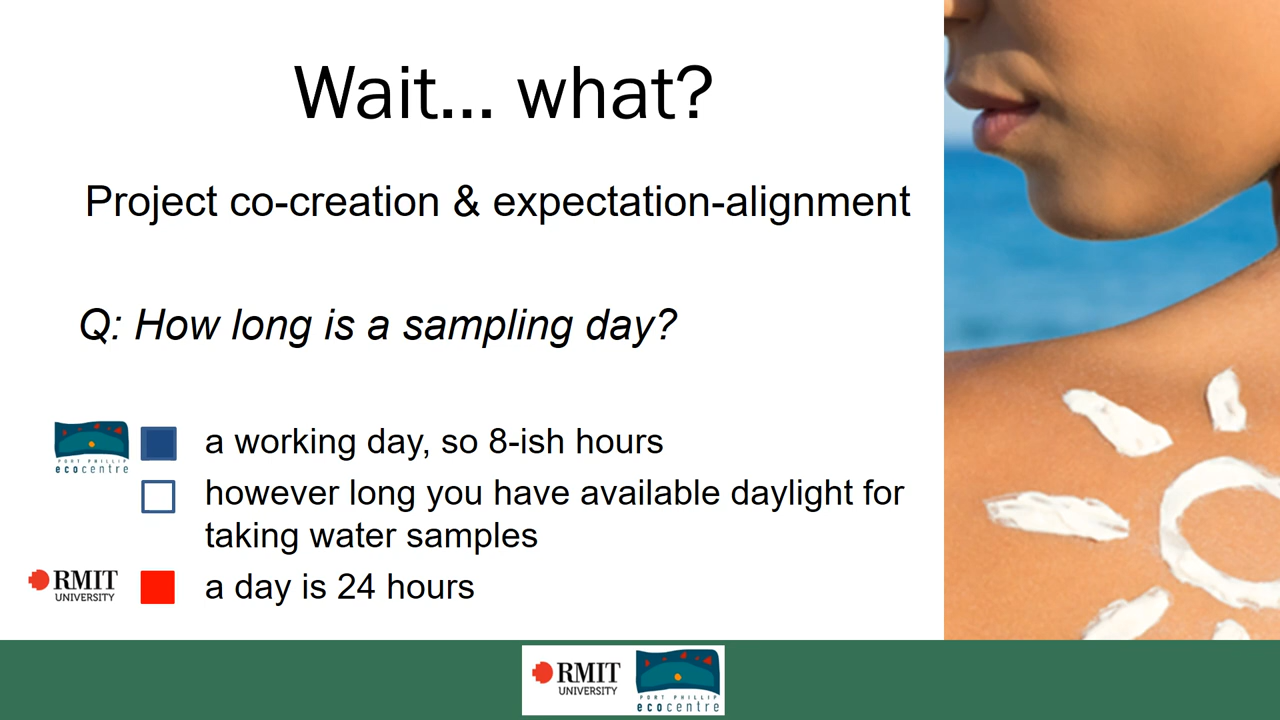 Wait... what?
Project co-creation & expectation-alignment
Q: How long is a sampling day?
PORT PHILLIP
ecocentre
a working day, so 8-ish hours
however long you have available daylight for
taking water samples
RMIT
UNIVERSITY
a day is 24 hours
RMIT
UNIVERSITY
PORT PHILLIP
ecocentre